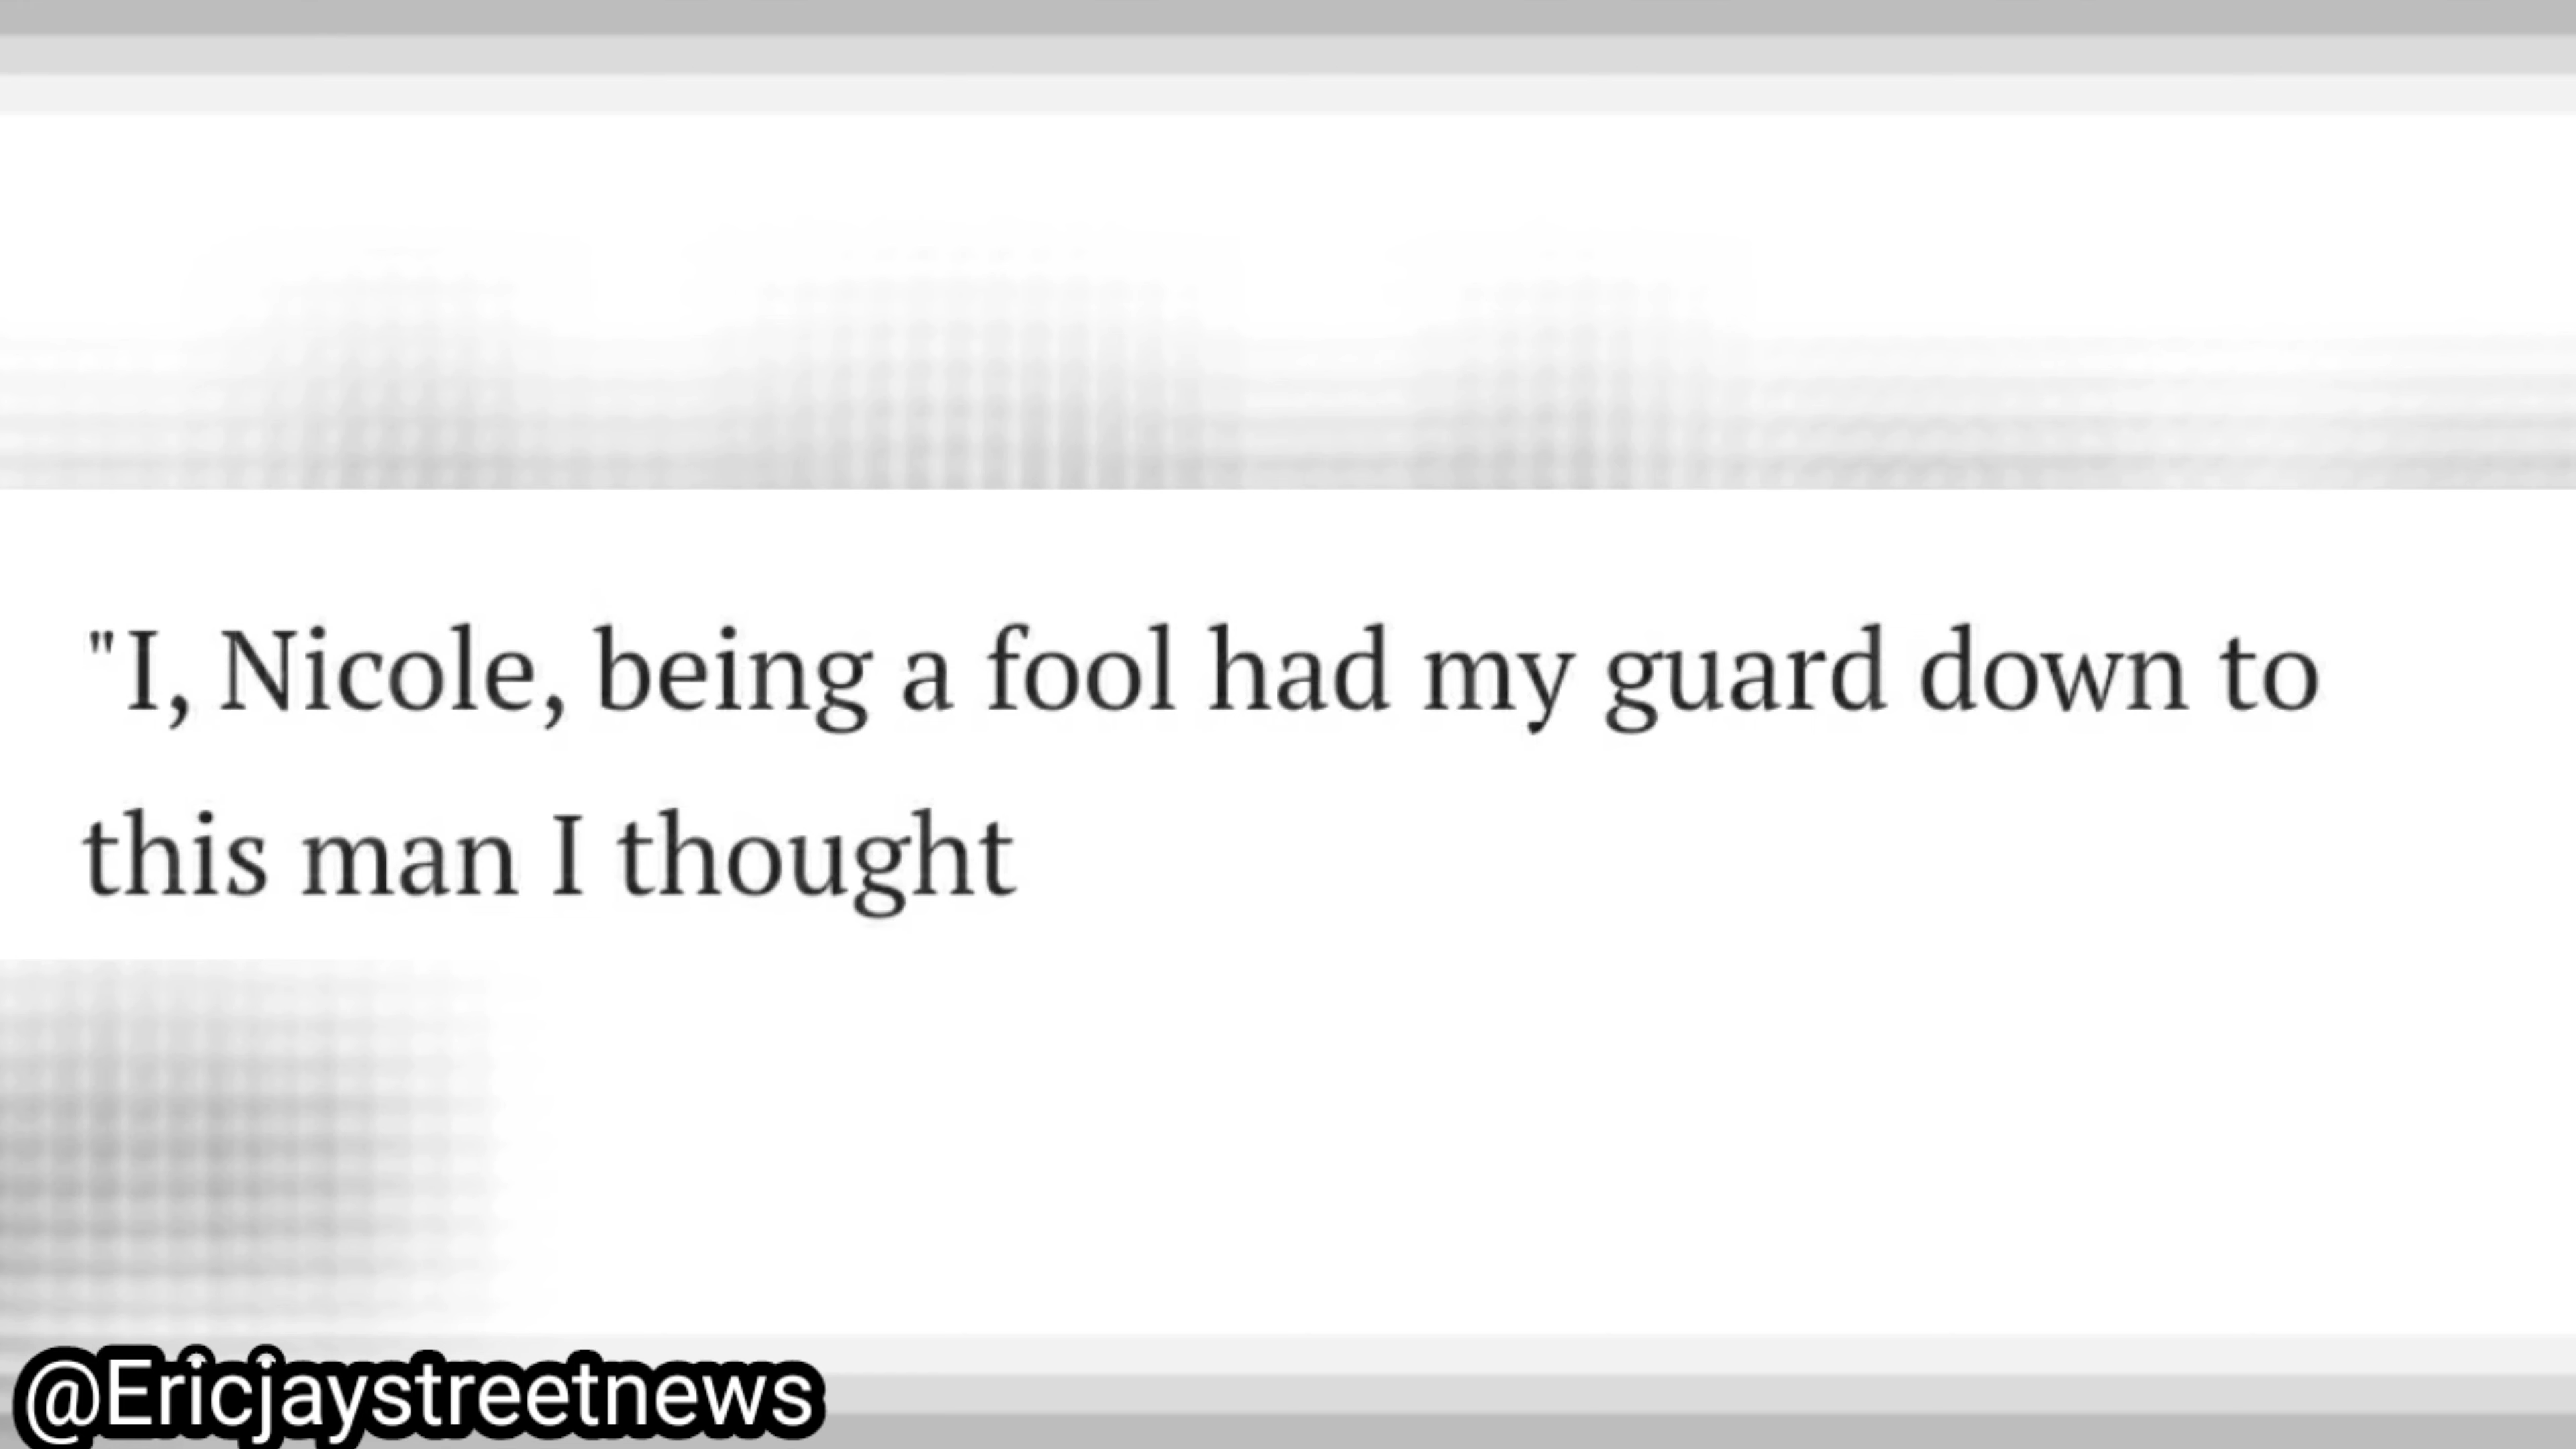 "I, Nicole, being a fool had my guard down to
this man I thought
@Ericjaystreetnews